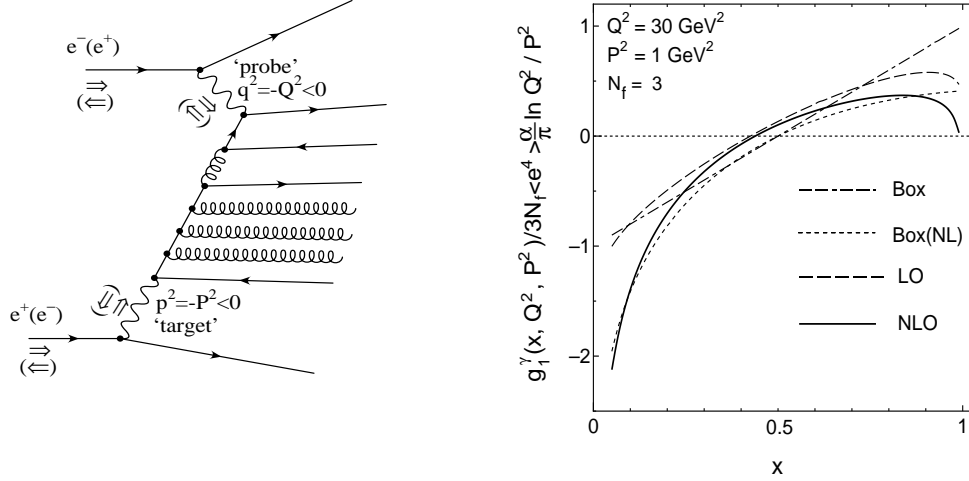 e⁻(e⁺)
⇒
(⇐)
'probe'
q²=-Q²<0
(⇑)⇓
(⇓)⇑
p²=-P²<0
'target'
e⁺(e⁻)
⇒
(⇐)
g₁^γ(x, Q², P²)/3N_f<e⁴>α/π ln Q²/P²
1
0
−1
−2
Q² = 30 GeV²
P² = 1 GeV²
N_f = 3
Box
Box(NL)
LO
NLO
0
0.5
1
x